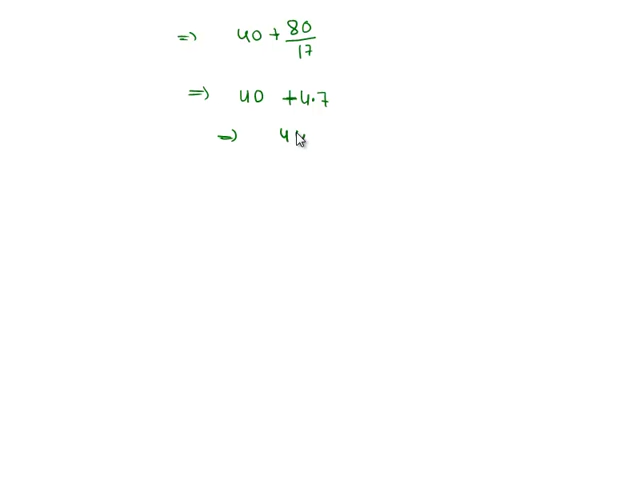 => 40 + 80/17
=> 40 + 4.7
=> 4